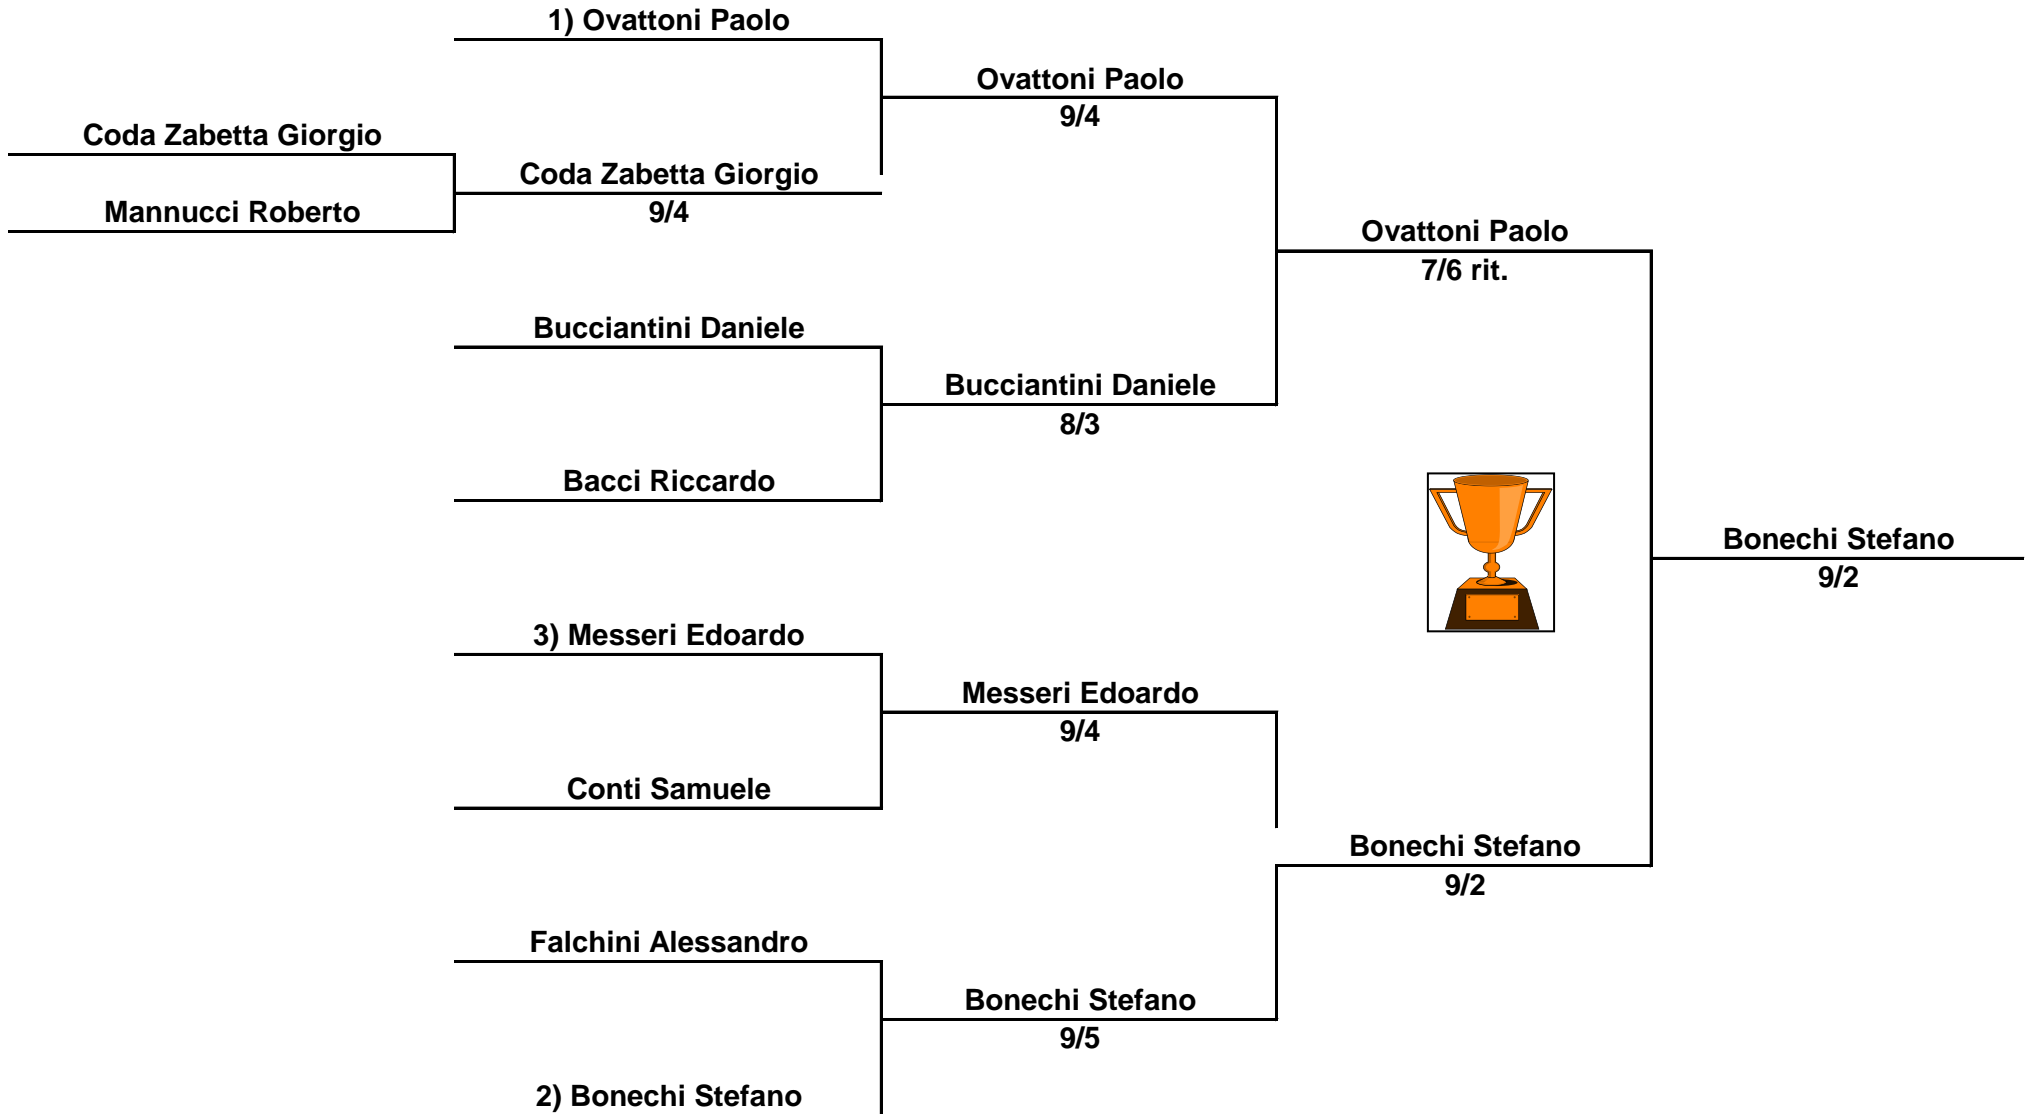 1) Ovattoni Paolo
Ovattoni Paolo
9/4
Coda Zabetta Giorgio
Coda Zabetta Giorgio
9/4
Mannucci Roberto
Ovattoni Paolo
7/6 rit.
Bucciantini Daniele
Bucciantini Daniele
8/3
Bacci Riccardo
Bonechi Stefano
9/2
3) Messeri Edoardo
Messeri Edoardo
9/4
Conti Samuele
Bonechi Stefano
9/2
Falchini Alessandro
Bonechi Stefano
9/5
2) Bonechi Stefano